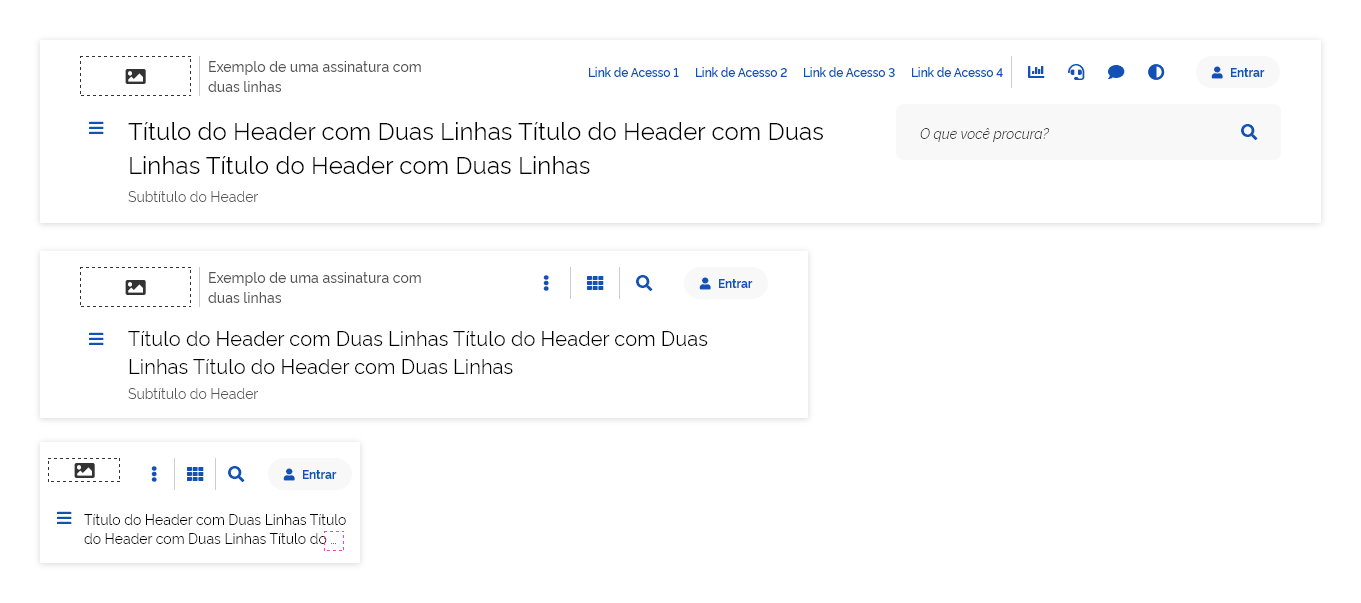 Exemplo de uma assinatura com
duas linhas
Link de Acesso 1 Link de Acesso 2 Link de Acesso 3 Link de Acesso 4
Entrar
Título do Header com Duas Linhas Título do Header com Duas
Linhas Título do Header com Duas Linhas
Subtítulo do Header
O que você procura?
Exemplo de uma assinatura com
duas linhas
Entrar
Título do Header com Duas Linhas Título do Header com Duas
Linhas Título do Header com Duas Linhas
Subtítulo do Header
Entrar
Título do Header com Duas Linhas Título
do Header com Duas Linhas Título do ...